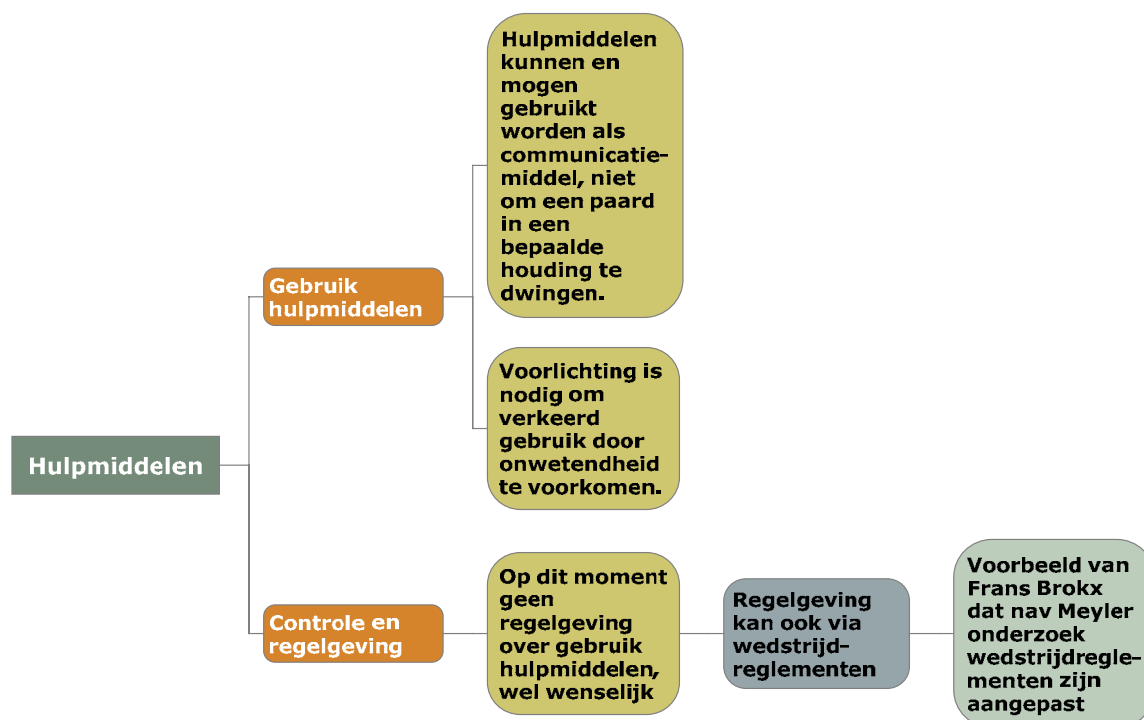 Hulpmiddelen
Gebruik
hulpmiddelen
Hulpmiddelen
kunnen en
mogen
gebruikt
worden als
communicatie-
middel, niet
om een paard
in een
bepaalde
houding te
dwingen.
Voorlichting is
nodig om
verkeerd
gebruik door
onwetendheid
te voorkomen.
Controle en
regelgeving
Op dit moment
geen
regelgeving
over gebruik
hulpmiddelen,
wel wenselijk
Regelgeving
kan ook via
wedstrijd-
reglementen
Voorbeeld van
Frans Brokx
dat nav Meyler
onderzoek
wedstrijdregle-
menten zijn
aangepast